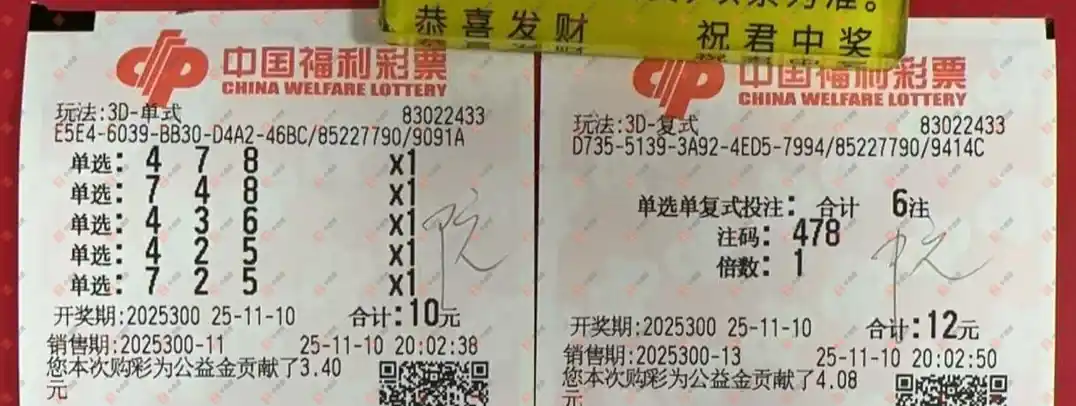 恭喜发财 祝君中奖
中国福利彩票
CHINA WELFARE LOTTERY
玩法:3D-单式 83022433
E5E4-6039-BB30-D4A2-46BC/85227790/9091A
单选: 4 7 8 x1
单选: 7 4 8 x1
单选: 4 3 6 x1
单选: 4 2 5 x1
单选: 7 2 5 x1
开奖期:2025300 25-11-10 合计:10元
销售期:2025300-11 25-11-10 20:02:38
您本次购彩为公益金贡献了3.40
元
中国福利彩票
CHINA WELFARE LOTTERY
玩法:3D-复式 83022433
D735-5139-3A92-4ED5-7994/85227790/9414C
单选单复式投注: 合计 6注
注码: 478
倍数: 1
开奖期:2025300 25-11-10 合计:12元
销售期:2025300-13 25-11-10 20:02:50
您本次购彩为公益金贡献了4.08
元